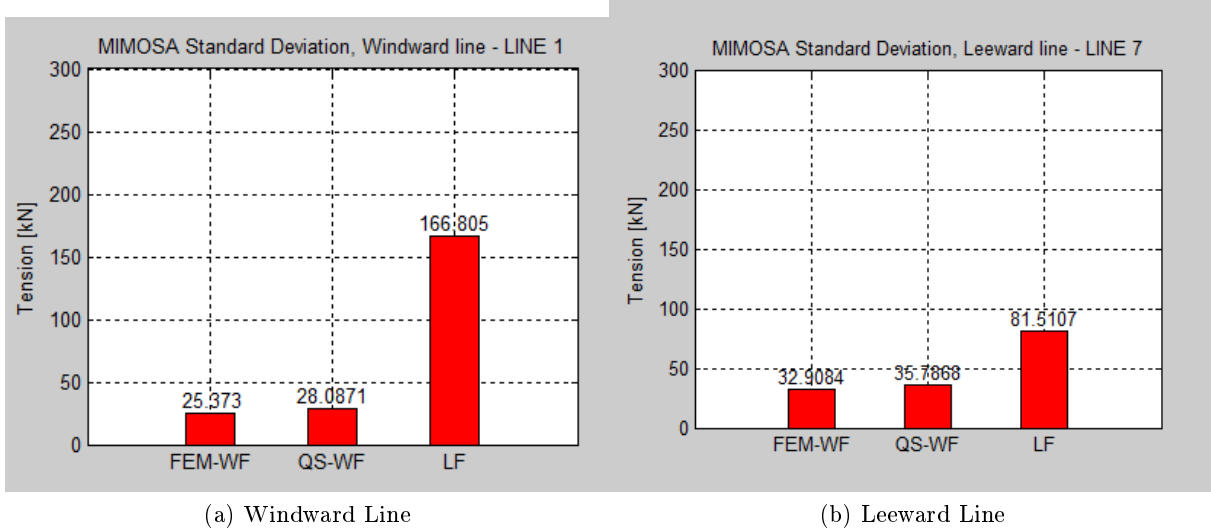 MIMOSA Standard Deviation, Windward line - LINE 1
300
250
200
150
100
50
0
Tension [kN]
25.373
28.0871
166.805
FEM-WF
QS-WF
LF
(a) Windward Line
MIMOSA Standard Deviation, Leeward line - LINE 7
300
250
200
150
100
50
0
Tension [kN]
32.9084
35.7868
81.5107
FEM-WF
QS-WF
LF
(b) Leeward Line